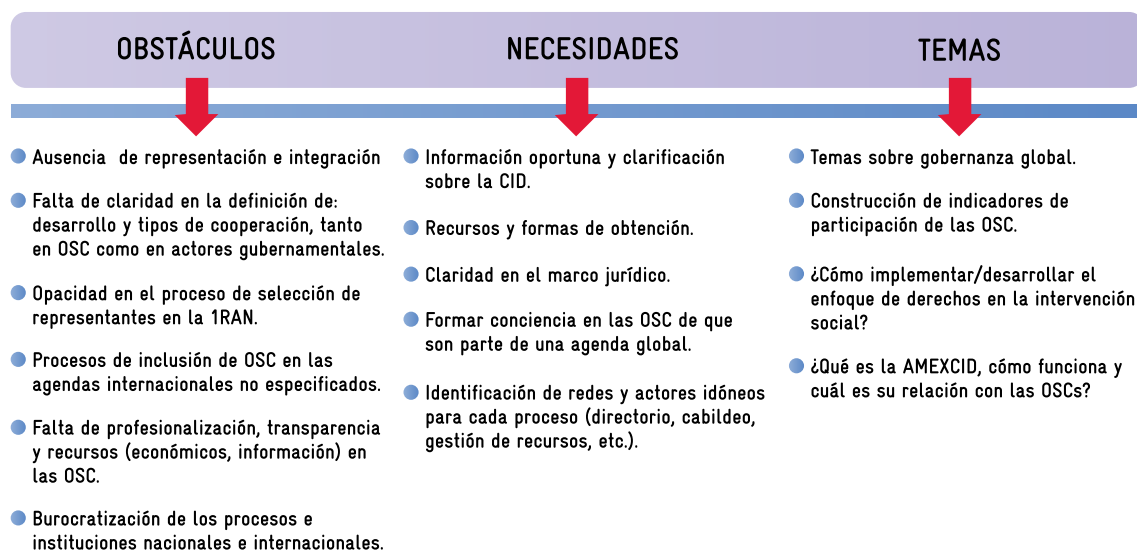 OBSTÁCULOS
Ausencia de representación e integración
Falta de claridad en la definición de:
desarrollo y tipos de cooperación, tanto
en OSC como en actores gubernamentales.
Opacidad en el proceso de selección de
representantes en la 1RAN.
Procesos de inclusión de OSC en las
agendas internacionales no especificados.
Falta de profesionalización, transparencia
y recursos (económicos, información) en
las OSC.
Burocratización de los procesos e
instituciones nacionales e internacionales.
NECESIDADES
Información oportuna y clarificación
sobre la CID.
Recursos y formas de obtención.
Claridad en el marco jurídico.
Formar conciencia en las OSC de que
son parte de una agenda global.
Identificación de redes y actores idóneos
para cada proceso (directorio, cabildeo,
gestión de recursos, etc.).
TEMAS
Temas sobre gobernanza global.
Construcción de indicadores de
participación de las OSC.
¿Cómo implementar/desarrollar el
enfoque de derechos en la intervención
social?
¿Qué es la AMEXCID, cómo funciona y
cuál es su relación con las OSCs?